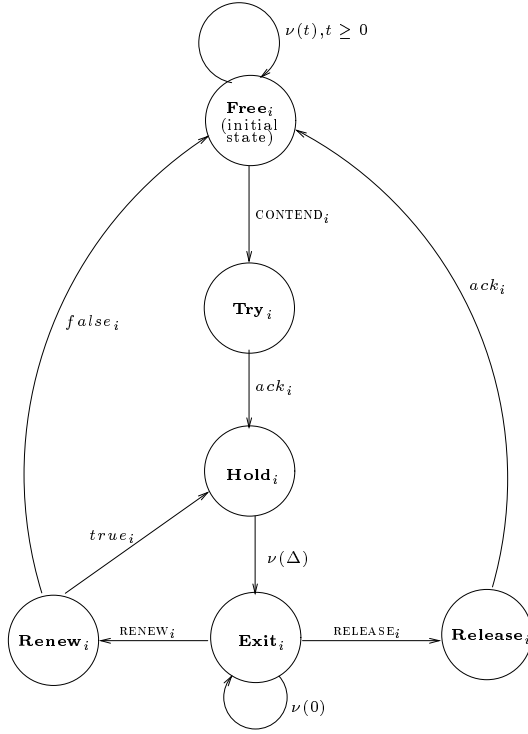 ν(t), t ≥ 0
Free_i
(initial
state)
CONTEND_i
ack_i
Try_i
false_i
ack_i
Hold_i
true_i
ν(Δ)
RENEW_i
RELEASE_i
Renew_i
Exit_i
Release_i
ν(0)